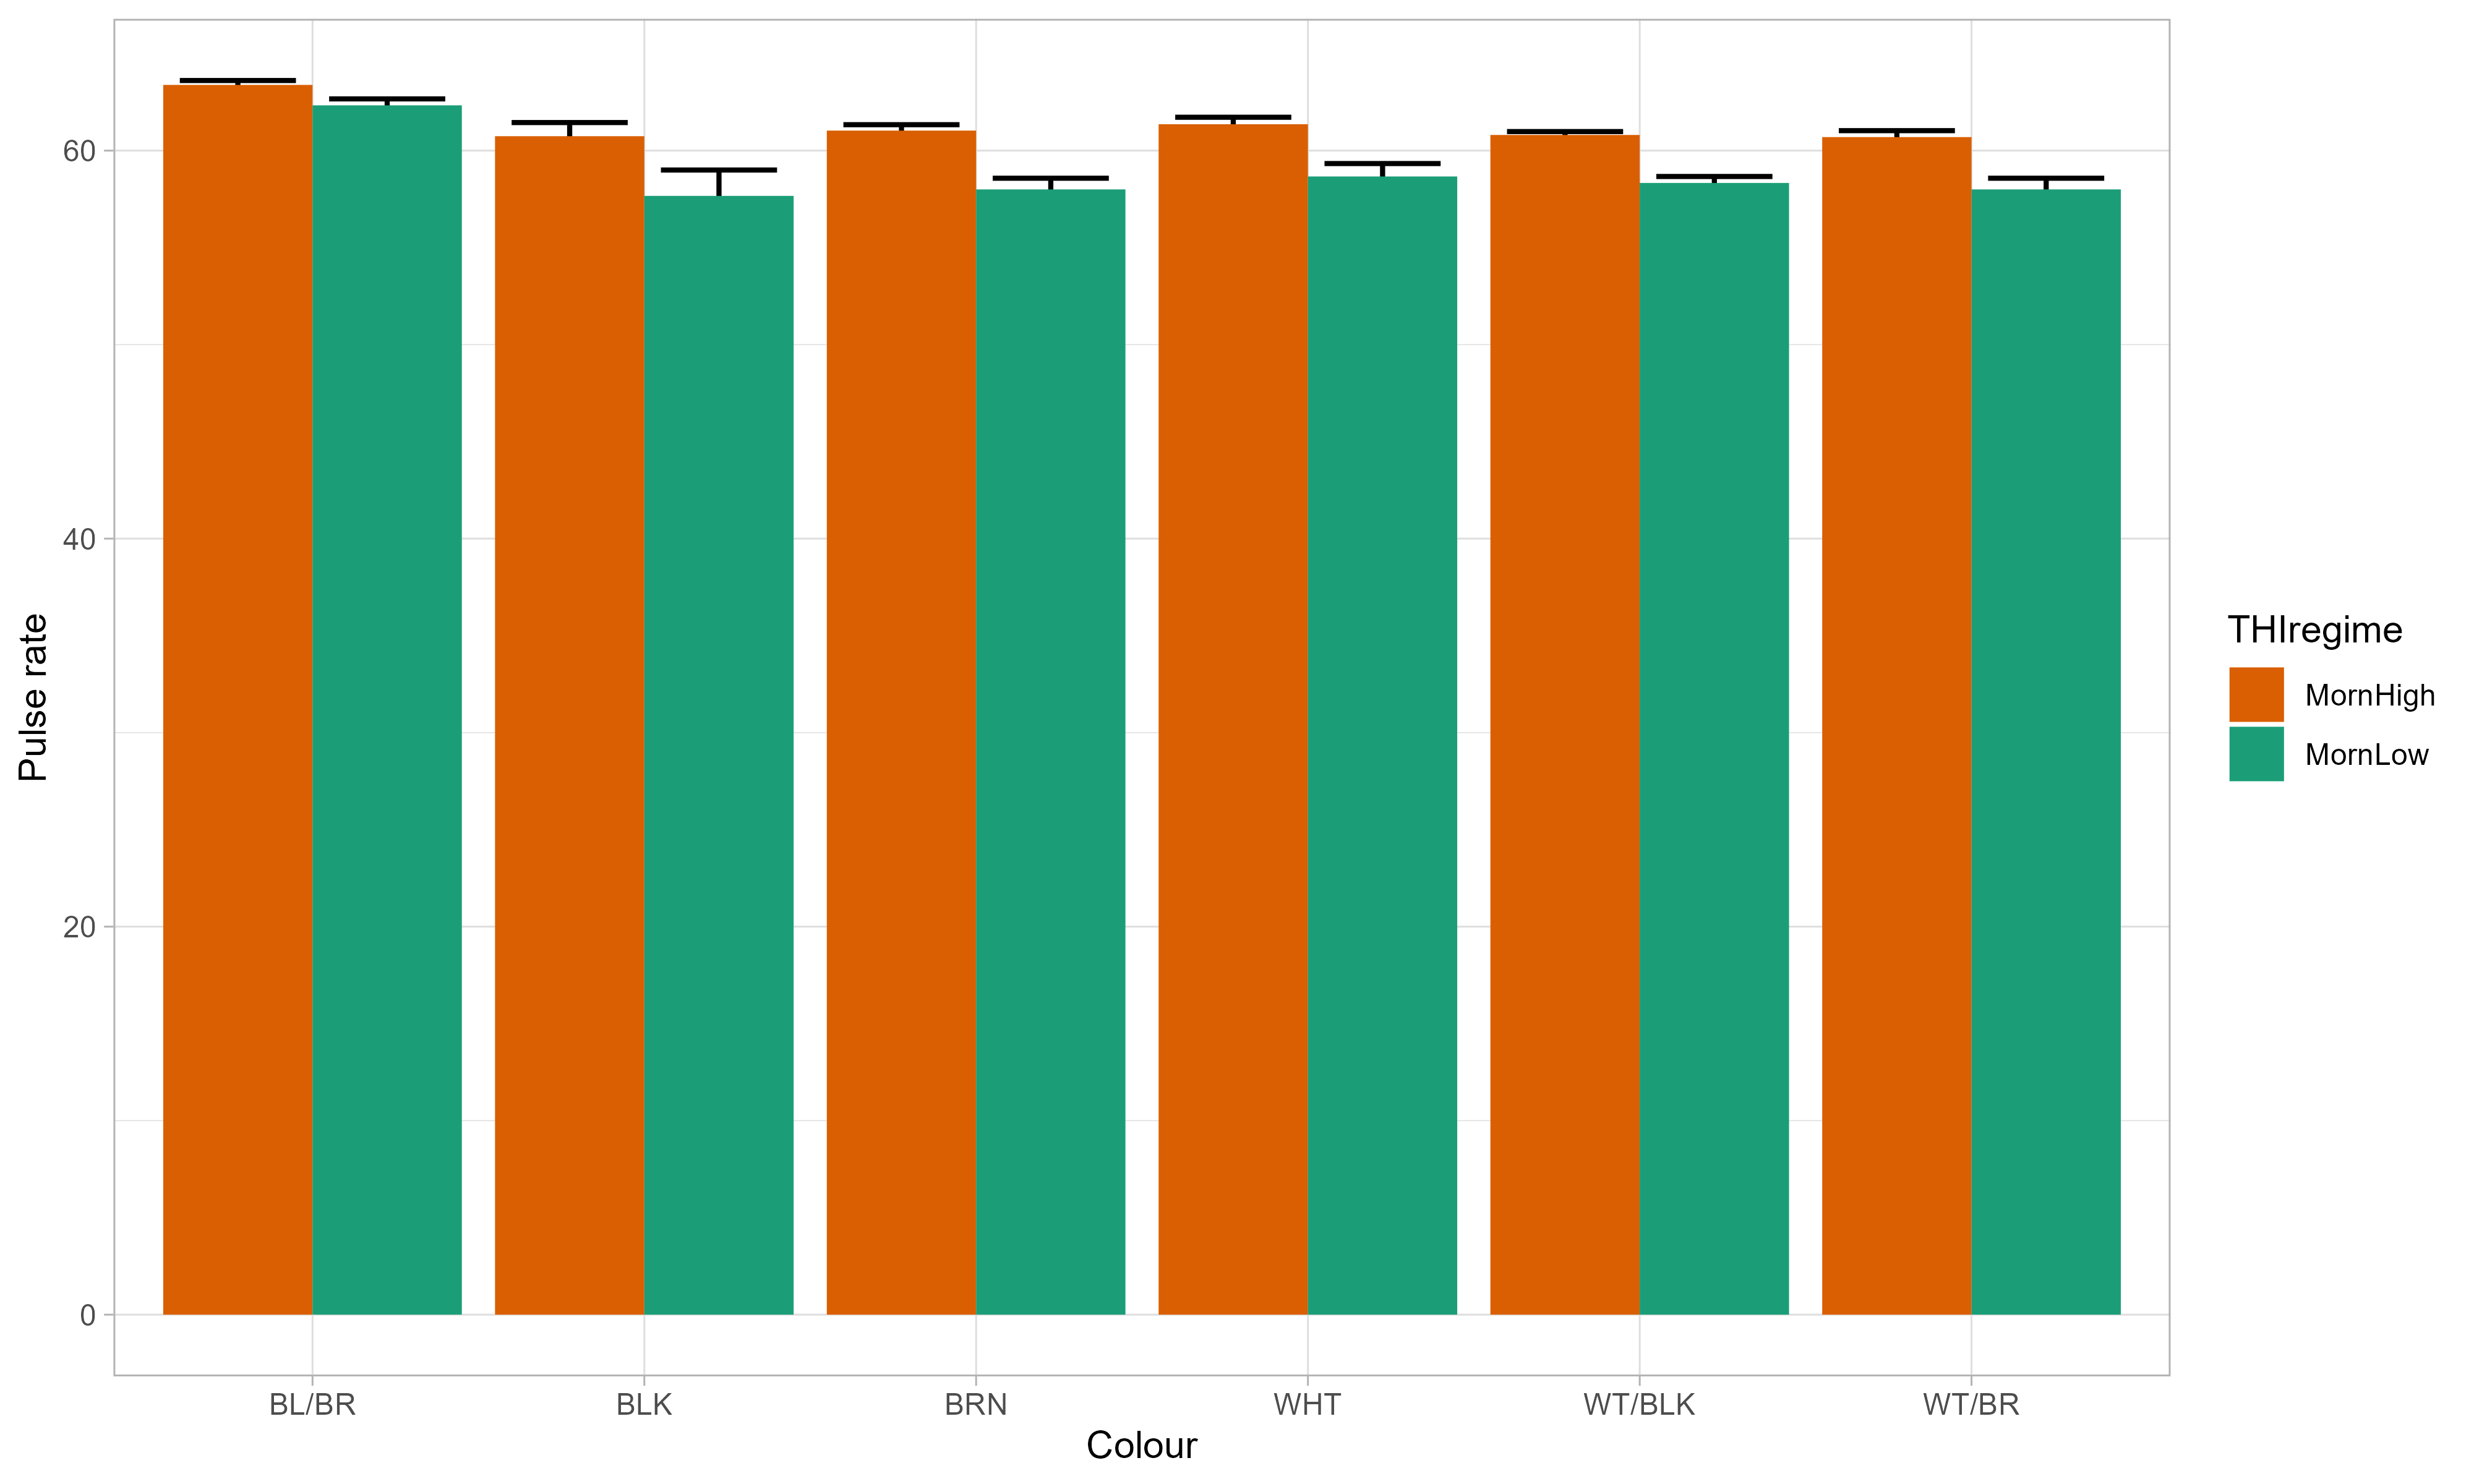 60
40
20
0
Pulse rate
BL/BR BLK BRN WHT WT/BLK WT/BR
Colour
THIregime
MornHigh
MornLow